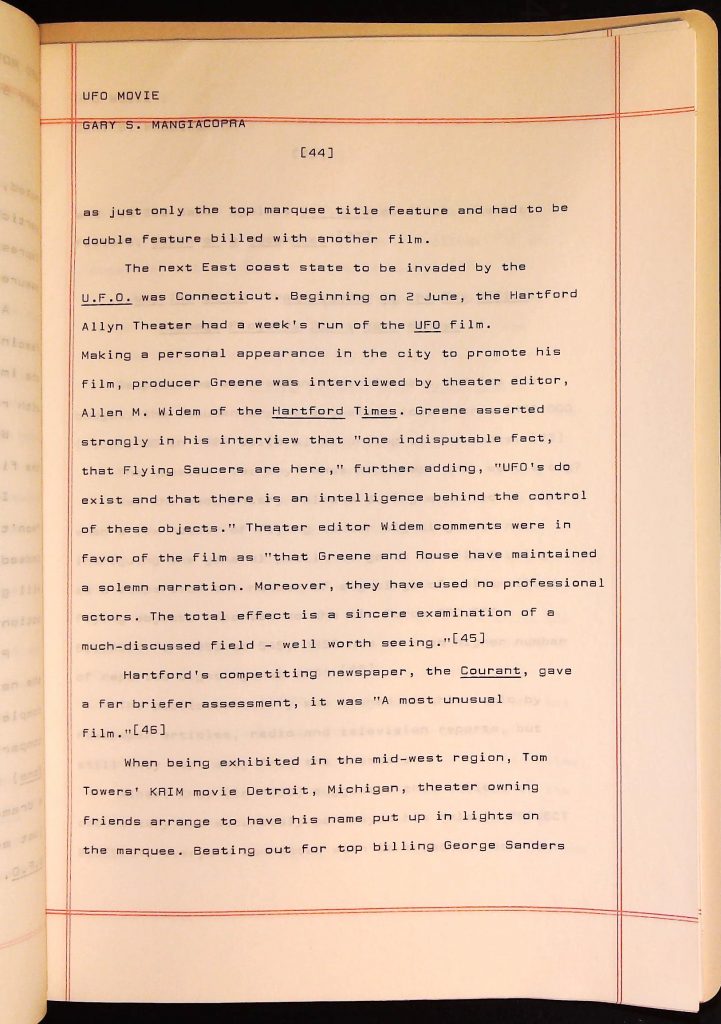 UFO MOVIE
GARY S. MANGIACOPRA
[44]
as just only the top marquee title feature and had to be
double feature billed with another film.
The next East coast state to be invaded by the
U.F.O. was Connecticut. Beginning on 2 June, the Hartford
Allyn Theater had a week's run of the UFO film.
Making a personal appearance in the city to promote his
film, producer Greene was interviewed by theater editor,
Allen M. Widem of the Hartford Times. Greene asserted
strongly in his interview that "one indisputable fact,
that Flying Saucers are here," further adding, "UFO's do
exist and that there is an intelligence behind the control
of these objects." Theater editor Widem comments were in
favor of the film as "that Greene and Rouse have maintained
a solemn narration. Moreover, they have used no professional
actors. The total effect is a sincere examination of a
much-discussed field - well worth seeing."[45]
Hartford's competiting newspaper, the Courant, gave
a far briefer assessment, it was "A most unusual
film."[46]
When being exhibited in the mid-west region, Tom
Towers' KRIM movie Detroit, Michigan, theater owning
friends arrange to have his name put up in lights on
the marquee. Beating out for top billing George Sanders